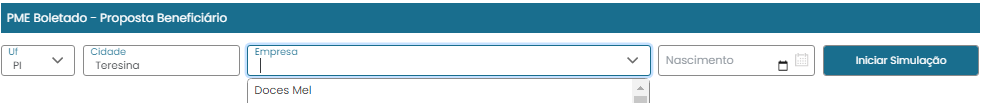 PME Boletado - Proposta Beneficiário
Uf
PI
Cidade
Teresina
Empresa
Nascimento
Iniciar Simulação
Doces Mel